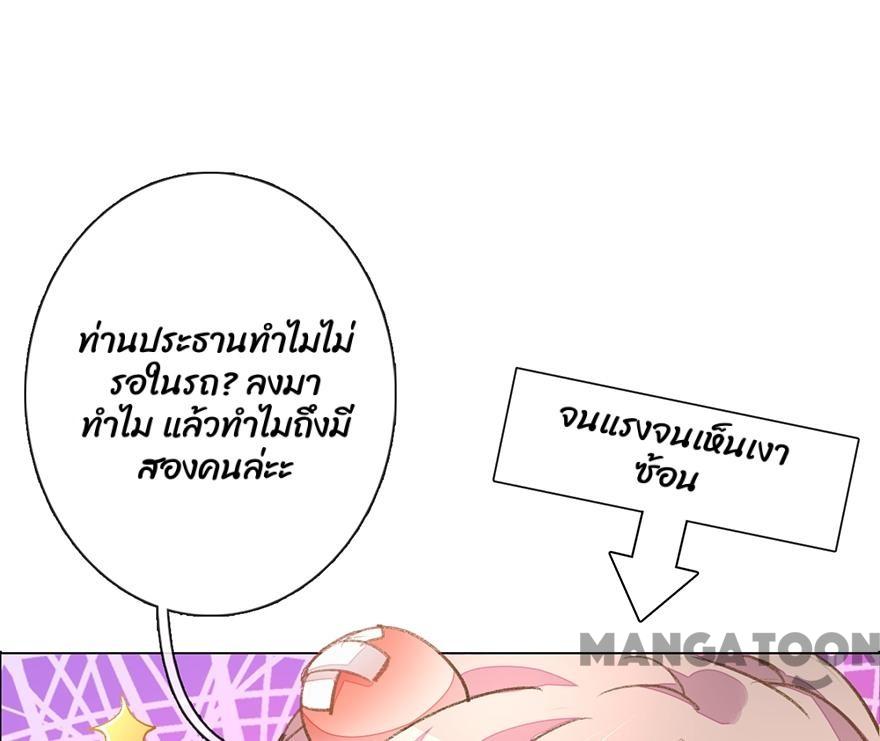 ท่านประธานทำไมไม่
รอในรถ? ลงมา
ทำไม แล้วทำไมถึงมี
สองคนล่ะะ
จนแรงจนเห็นเงา
ซ้อน
MANGATOON